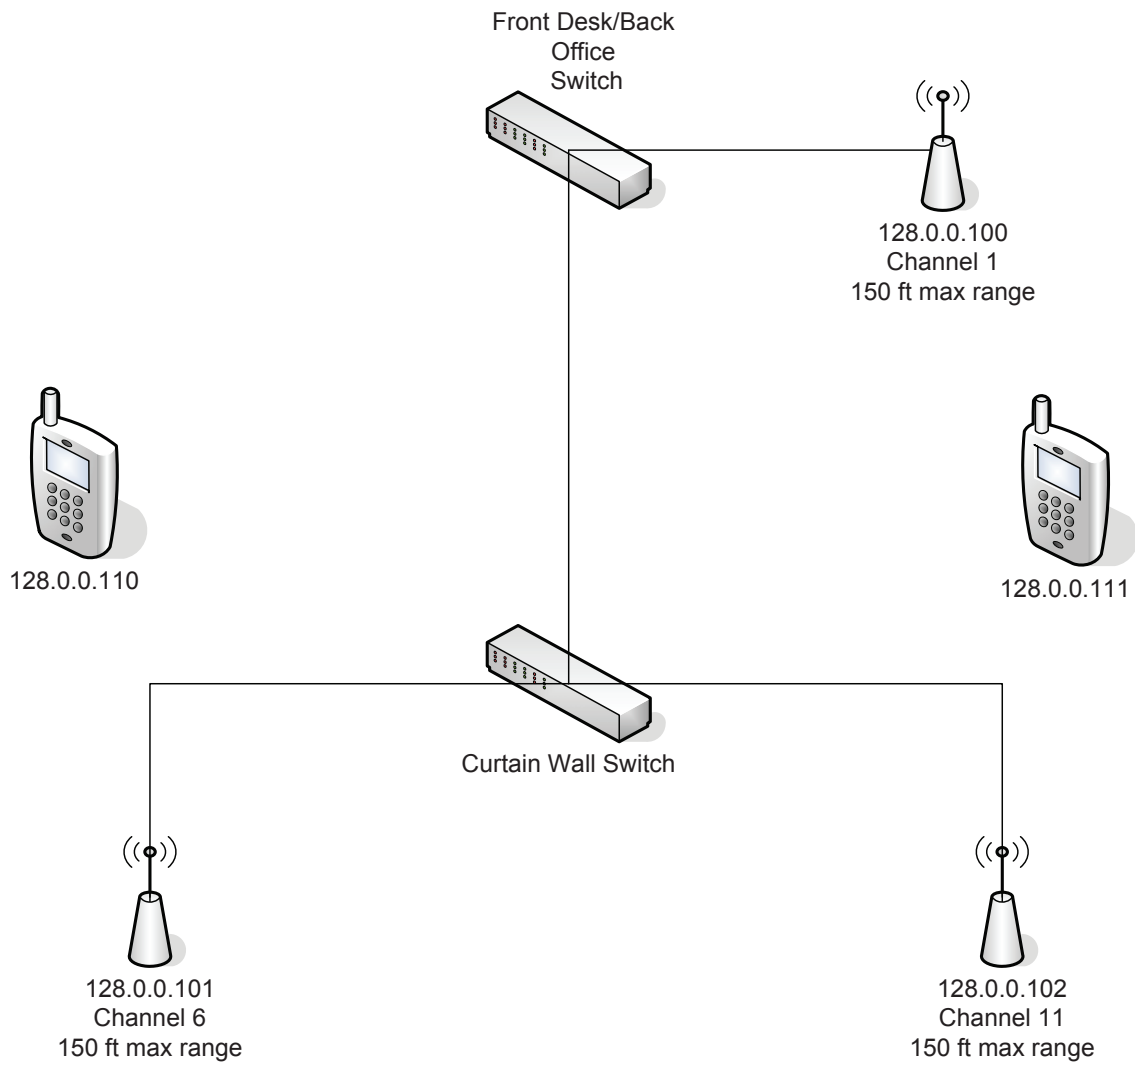 Front Desk/Back
Office
Switch
128.0.0.100
Channel 1
150 ft max range
128.0.0.110
128.0.0.111
Curtain Wall Switch
128.0.0.101
Channel 6
150 ft max range
128.0.0.102
Channel 11
150 ft max range